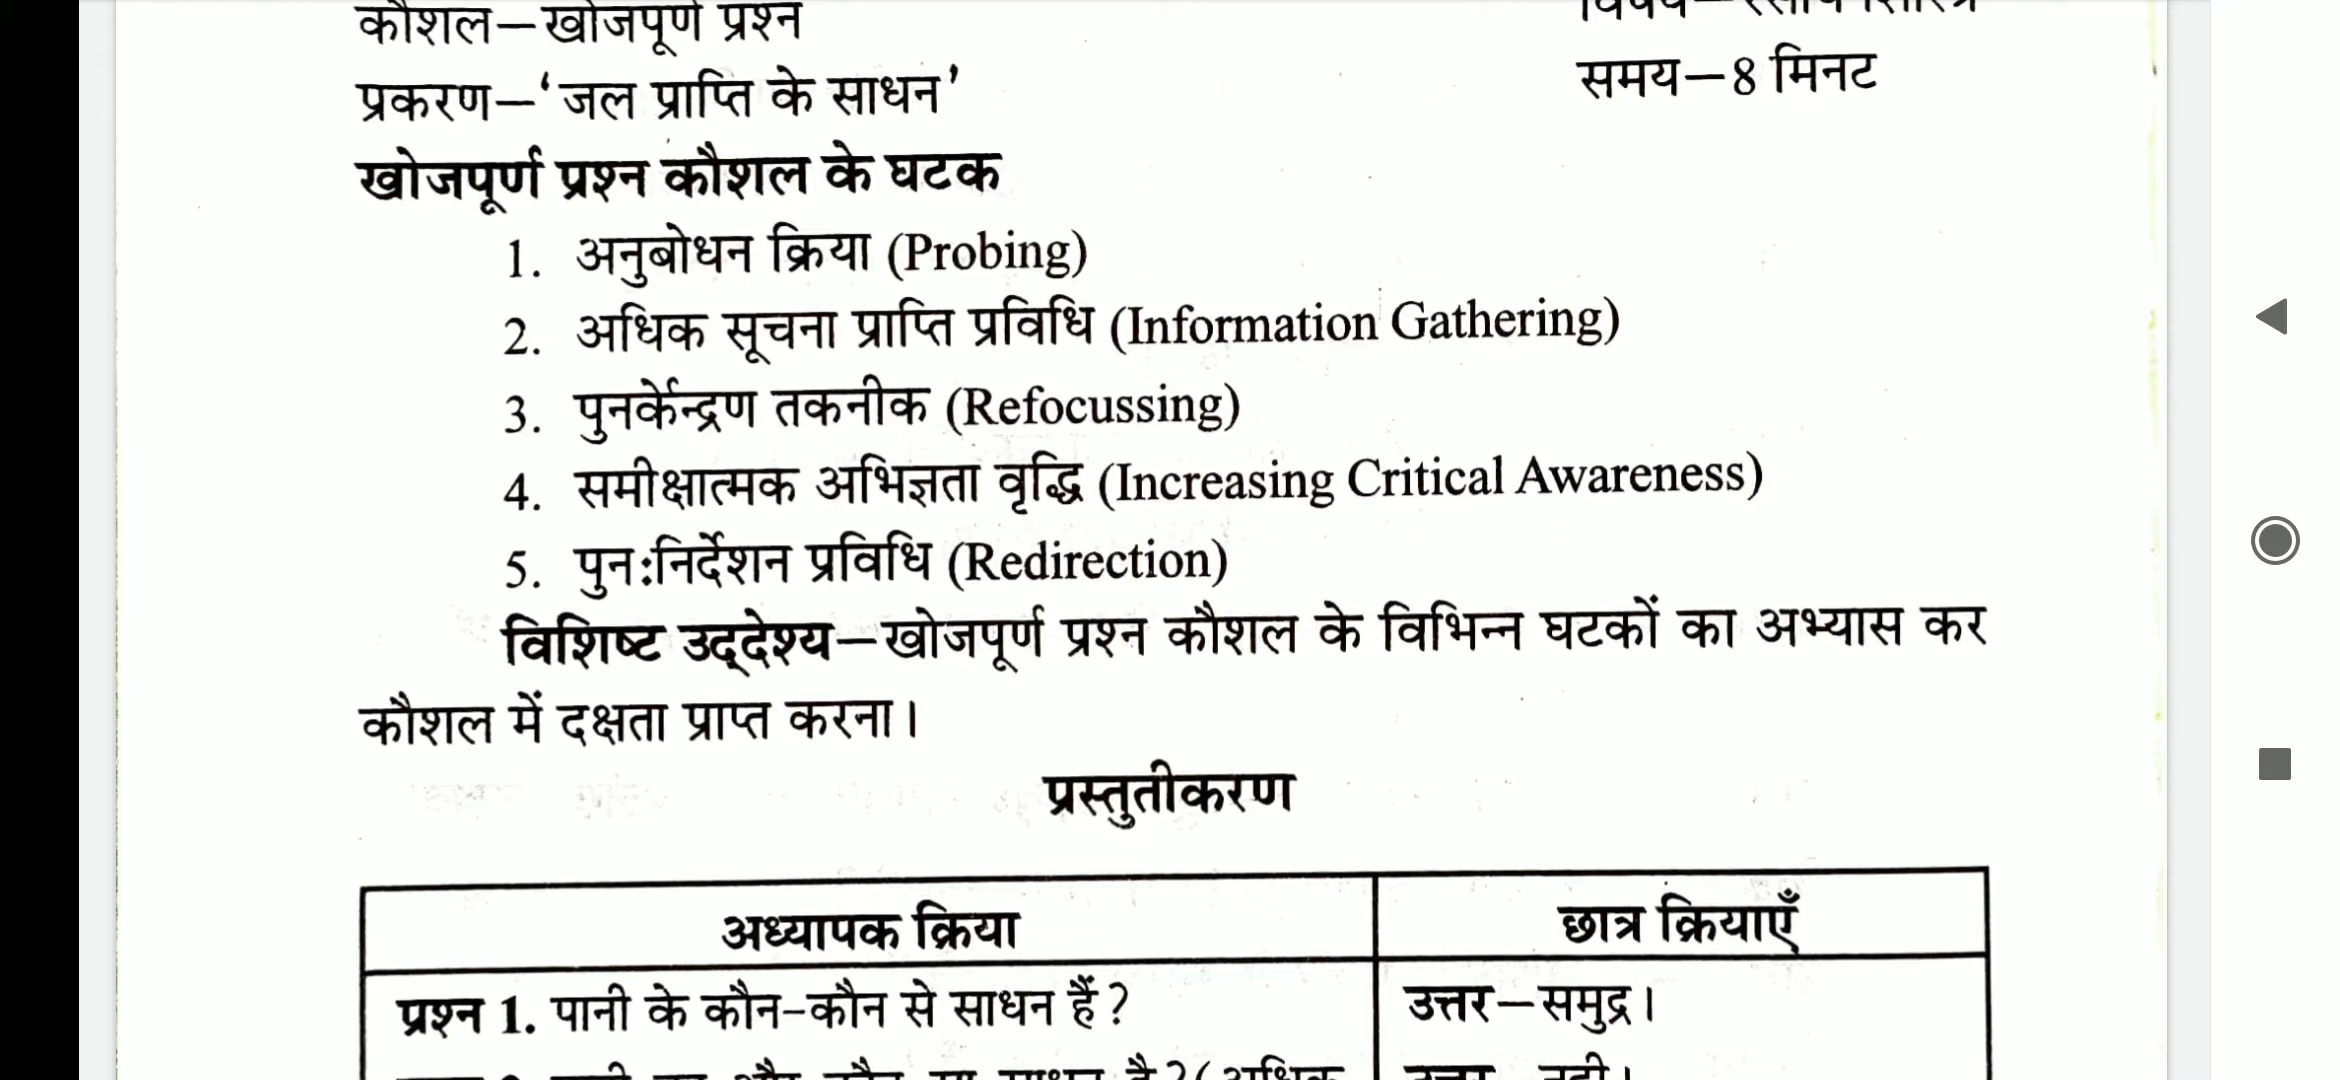 कौशल—खोजपूर्ण प्रश्न
समय—8 मिनट
प्रकरण—‘जल प्राप्ति के साधन’
खोजपूर्ण प्रश्न कौशल के घटक
1. अनुबोधन क्रिया (Probing)
2. अधिक सूचना प्राप्ति प्रविधि (Information Gathering)
3. पुनर्केन्द्रण तकनीक (Refocussing)
4. समीक्षात्मक अभिज्ञता वृद्धि (Increasing Critical Awareness)
5. पुनःनिर्देशन प्रविधि (Redirection)
विशिष्ट उद्देश्य—खोजपूर्ण प्रश्न कौशल के विभिन्न घटकों का अभ्यास कर
कौशल में दक्षता प्राप्त करना।
प्रस्तुतीकरण
अध्यापक क्रिया
छात्र क्रियाएँ
प्रश्न 1. पानी के कौन-कौन से साधन हैं?
उत्तर—समुद्र।